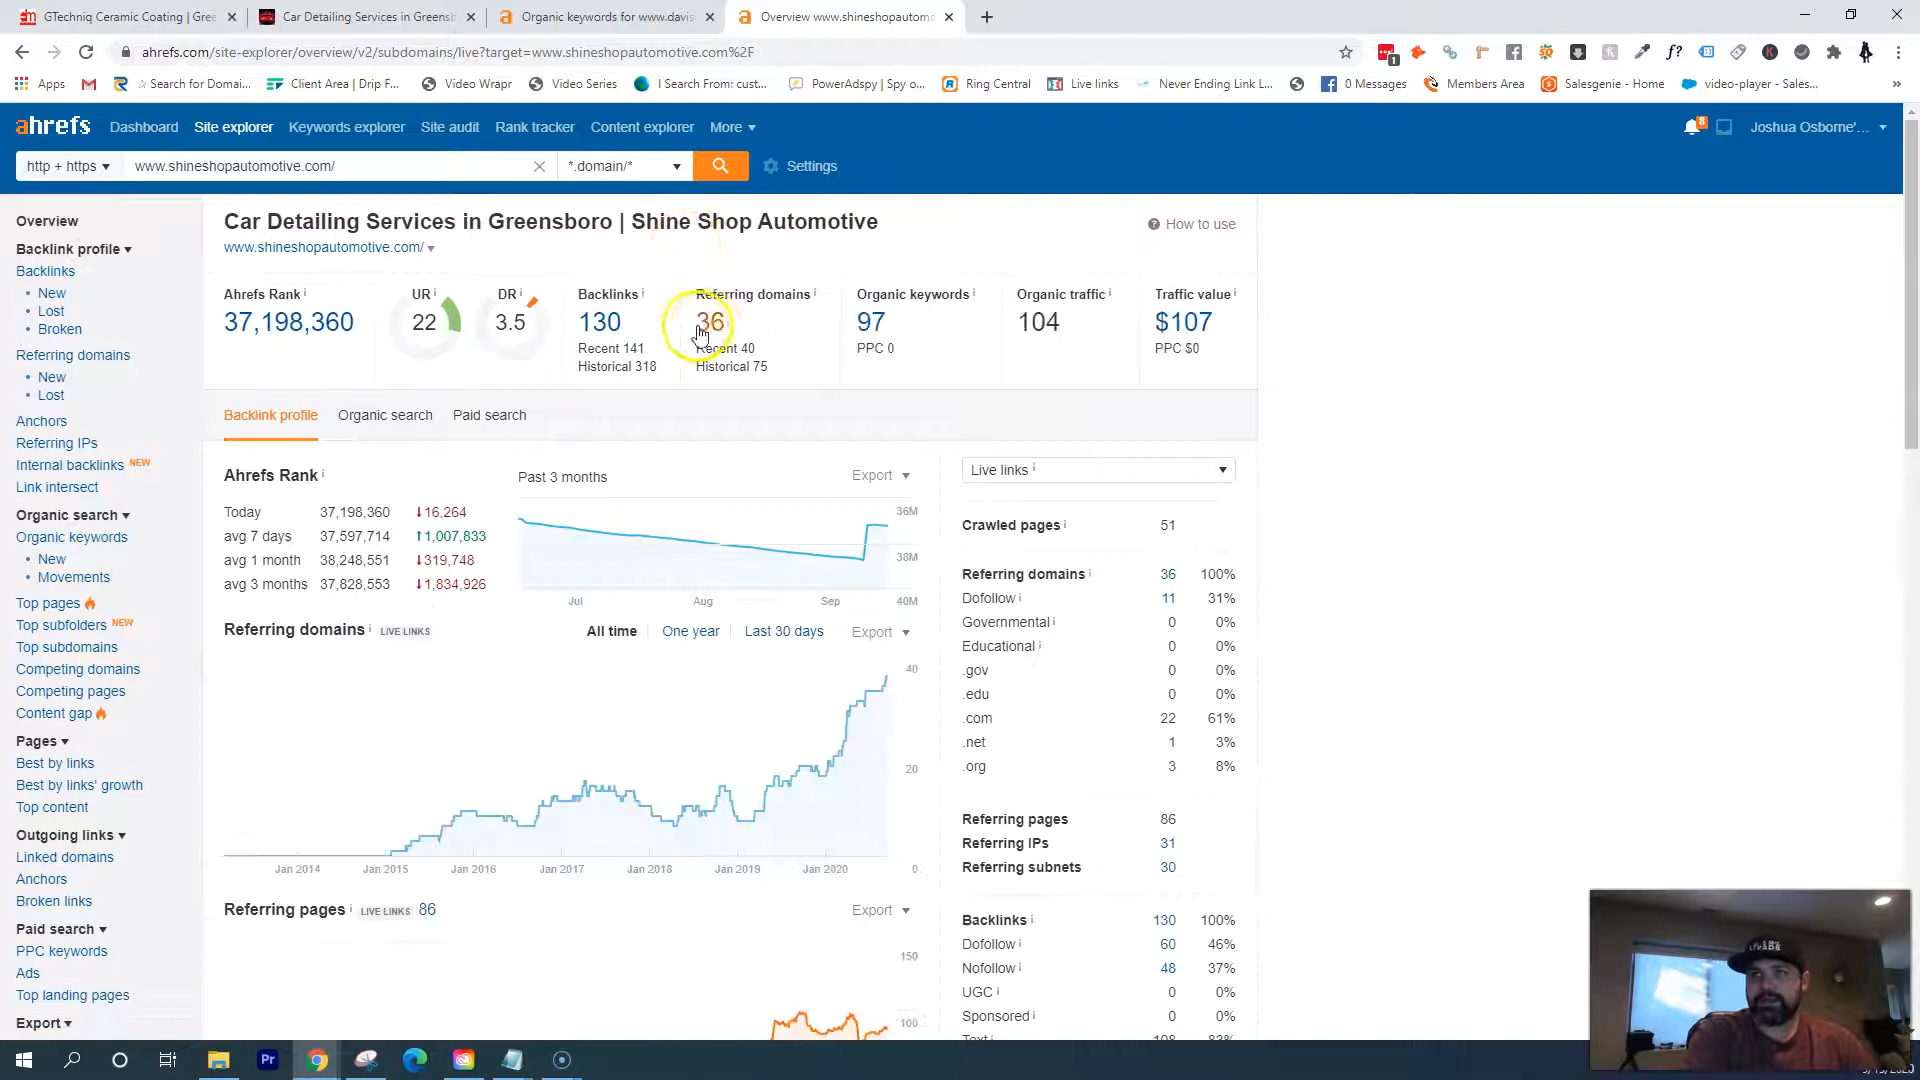 GTechniq Ceramic Coating | Gree
Car Detailing Services in Greensb
Organic keywords for www.davis
Overview www.shineshopautomo
ahrefs.com/site-explorer/overview/v2/subdomains/live?target=www.shineshopautomotive.com%2F
Apps
☆ Search for Domai...
Client Area | Drip F...
Video Wrapr
Video Series
I Search From: cust...
PowerAdspy | Spy o...
Ring Central
Live links
Never Ending Link L...
0 Messages
Members Area
Salesgenie - Home
video-player - Sales...
ahrefs Dashboard Site explorer Keywords explorer Site audit Rank tracker Content explorer More
8
Joshua Osborne'...
http + https www.shineshopautomotive.com/ *.domain/* Settings
Overview
Backlink profile
Backlinks
• New
• Lost
• Broken
Referring domains
• New
• Lost
Anchors
Referring IPs
Internal backlinks NEW
Link intersect
Organic search
Organic keywords
• New
• Movements
Top pages
Top subfolders NEW
Top subdomains
Competing domains
Competing pages
Content gap
Pages
Best by links
Best by links' growth
Top content
Outgoing links
Linked domains
Anchors
Broken links
Paid search
PPC keywords
Ads
Top landing pages
Export
Car Detailing Services in Greensboro | Shine Shop Automotive
How to use
www.shineshopautomotive.com/
Ahrefs Rank
37,198,360
UR
22
DR
3.5
Backlinks
130
Recent 141
Historical 318
Referring domains
36
Recent 40
Historical 75
Organic keywords
97
PPC 0
Organic traffic
104
Traffic value
$107
PPC $0
Backlink profile Organic search Paid search
Ahrefs Rank
Past 3 months
Export
Today 37,198,360 ↓16,264
avg 7 days 37,597,714 ↑1,007,833
avg 1 month 38,248,551 ↓319,748
avg 3 months 37,828,553 ↓1,834,926
36M
38M
40M
Jul Aug Sep
Referring domains LIVE LINKS
All time One year Last 30 days Export
40
20
0
Jan 2014 Jan 2015 Jan 2016 Jan 2017 Jan 2018 Jan 2019 Jan 2020
Referring pages LIVE LINKS 86
Export
150
100
Live links
Crawled pages 51
Referring domains 36 100%
Dofollow 11 31%
Governmental 0 0%
Educational 0 0%
.gov 0 0%
.edu 0 0%
.com 22 61%
.net 1 3%
.org 3 8%
Referring pages 86
Referring IPs 31
Referring subnets 30
Backlinks 130 100%
Dofollow 60 46%
Nofollow 48 37%
UGC 0 0%
Sponsored 0 0%
Text 108 83%